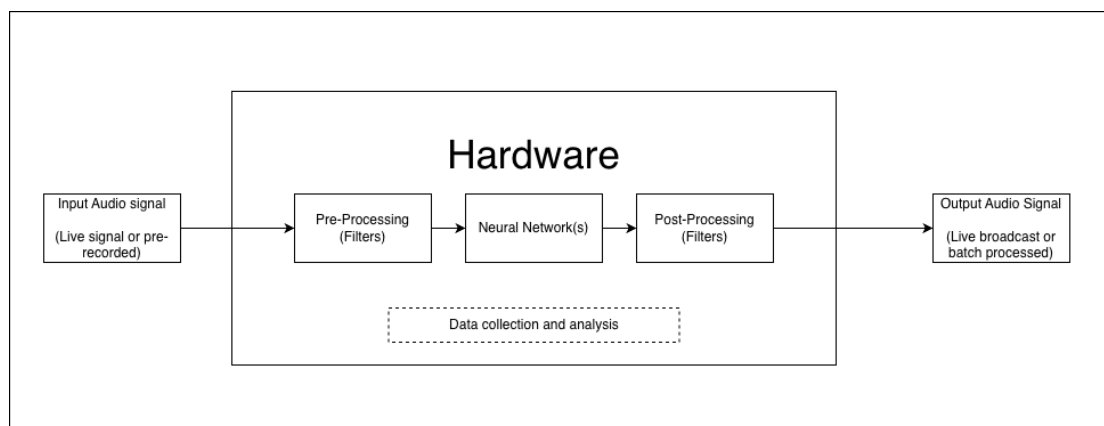 Hardware
Input Audio signal
(Live signal or pre-
recorded)
Pre-Processing
(Filters)
Neural Network(s)
Post-Processing
(Filters)
Output Audio Signal
(Live broadcast or
batch processed)
Data collection and analysis